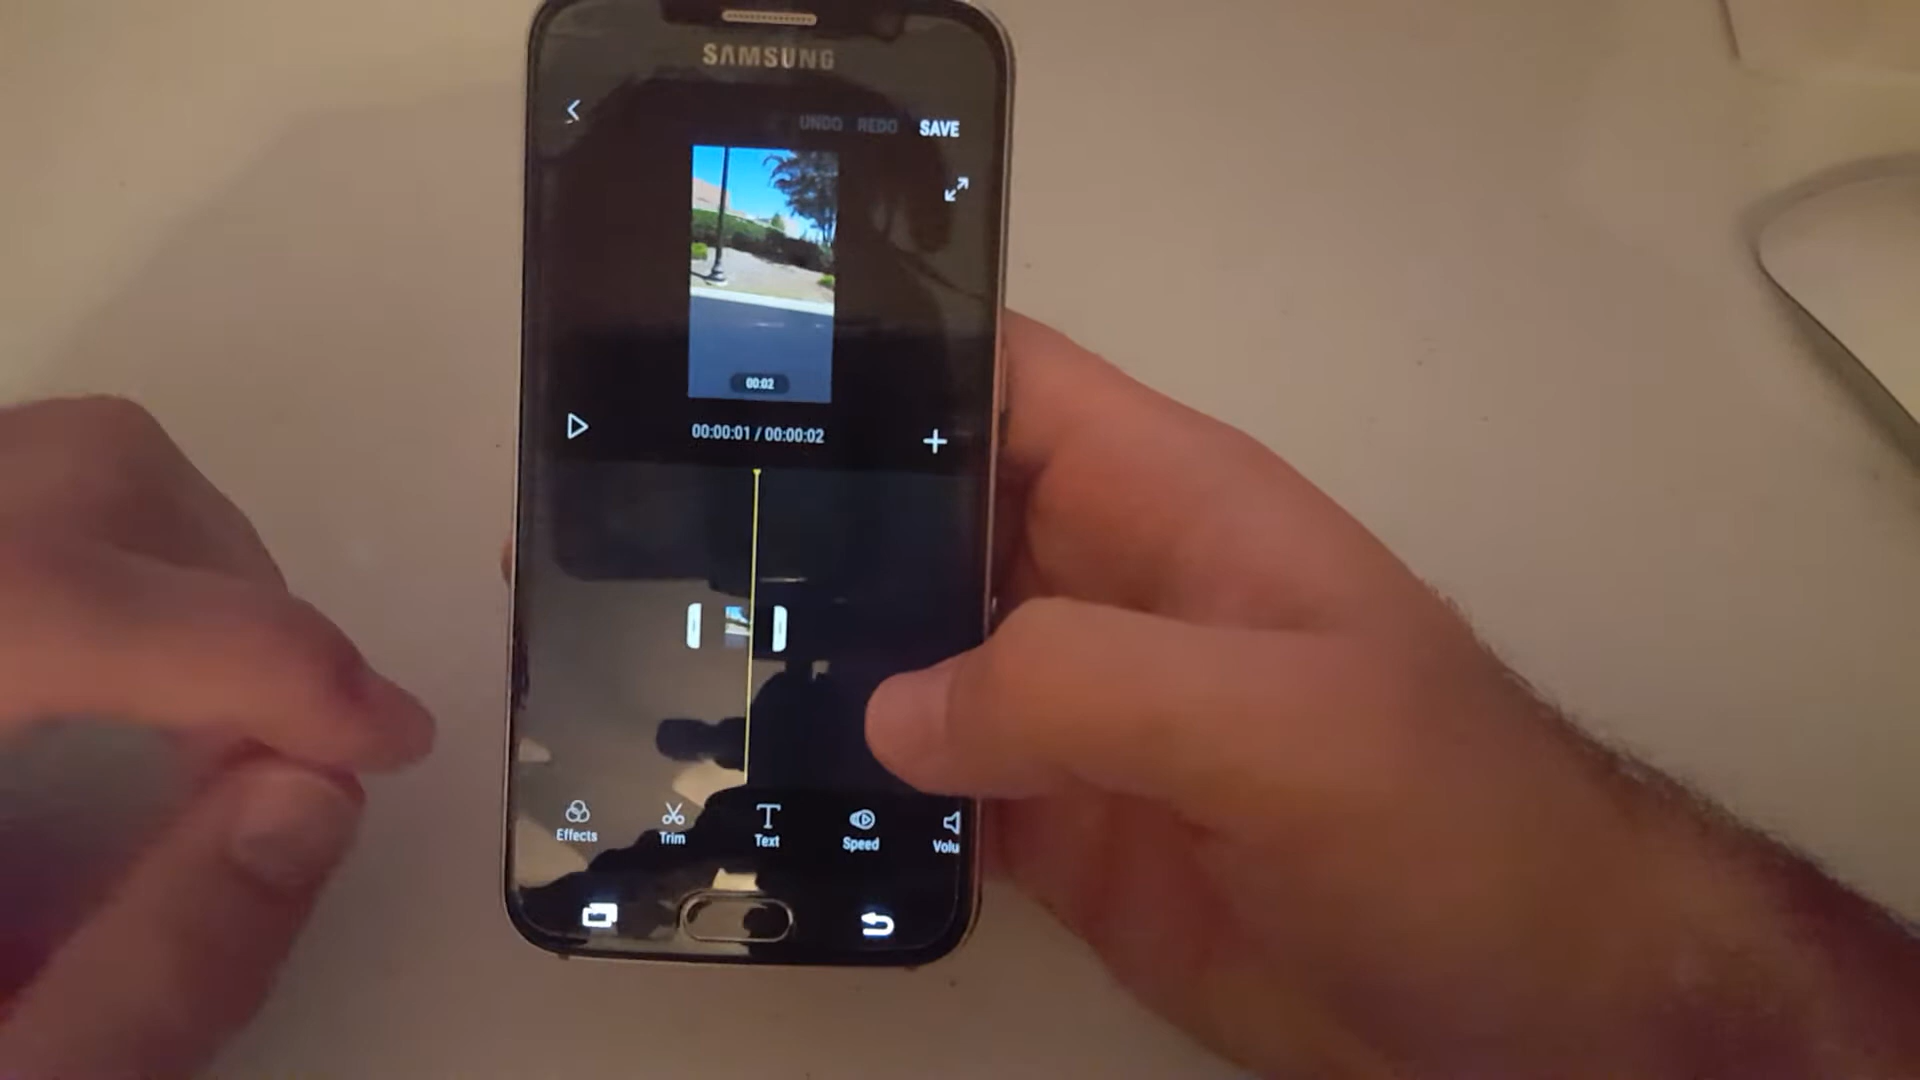 SAMSUNG
UNDO REDO SAVE
00:02
00:00:01 / 00:00:02
Effects
Trim
Text
Speed
Volu